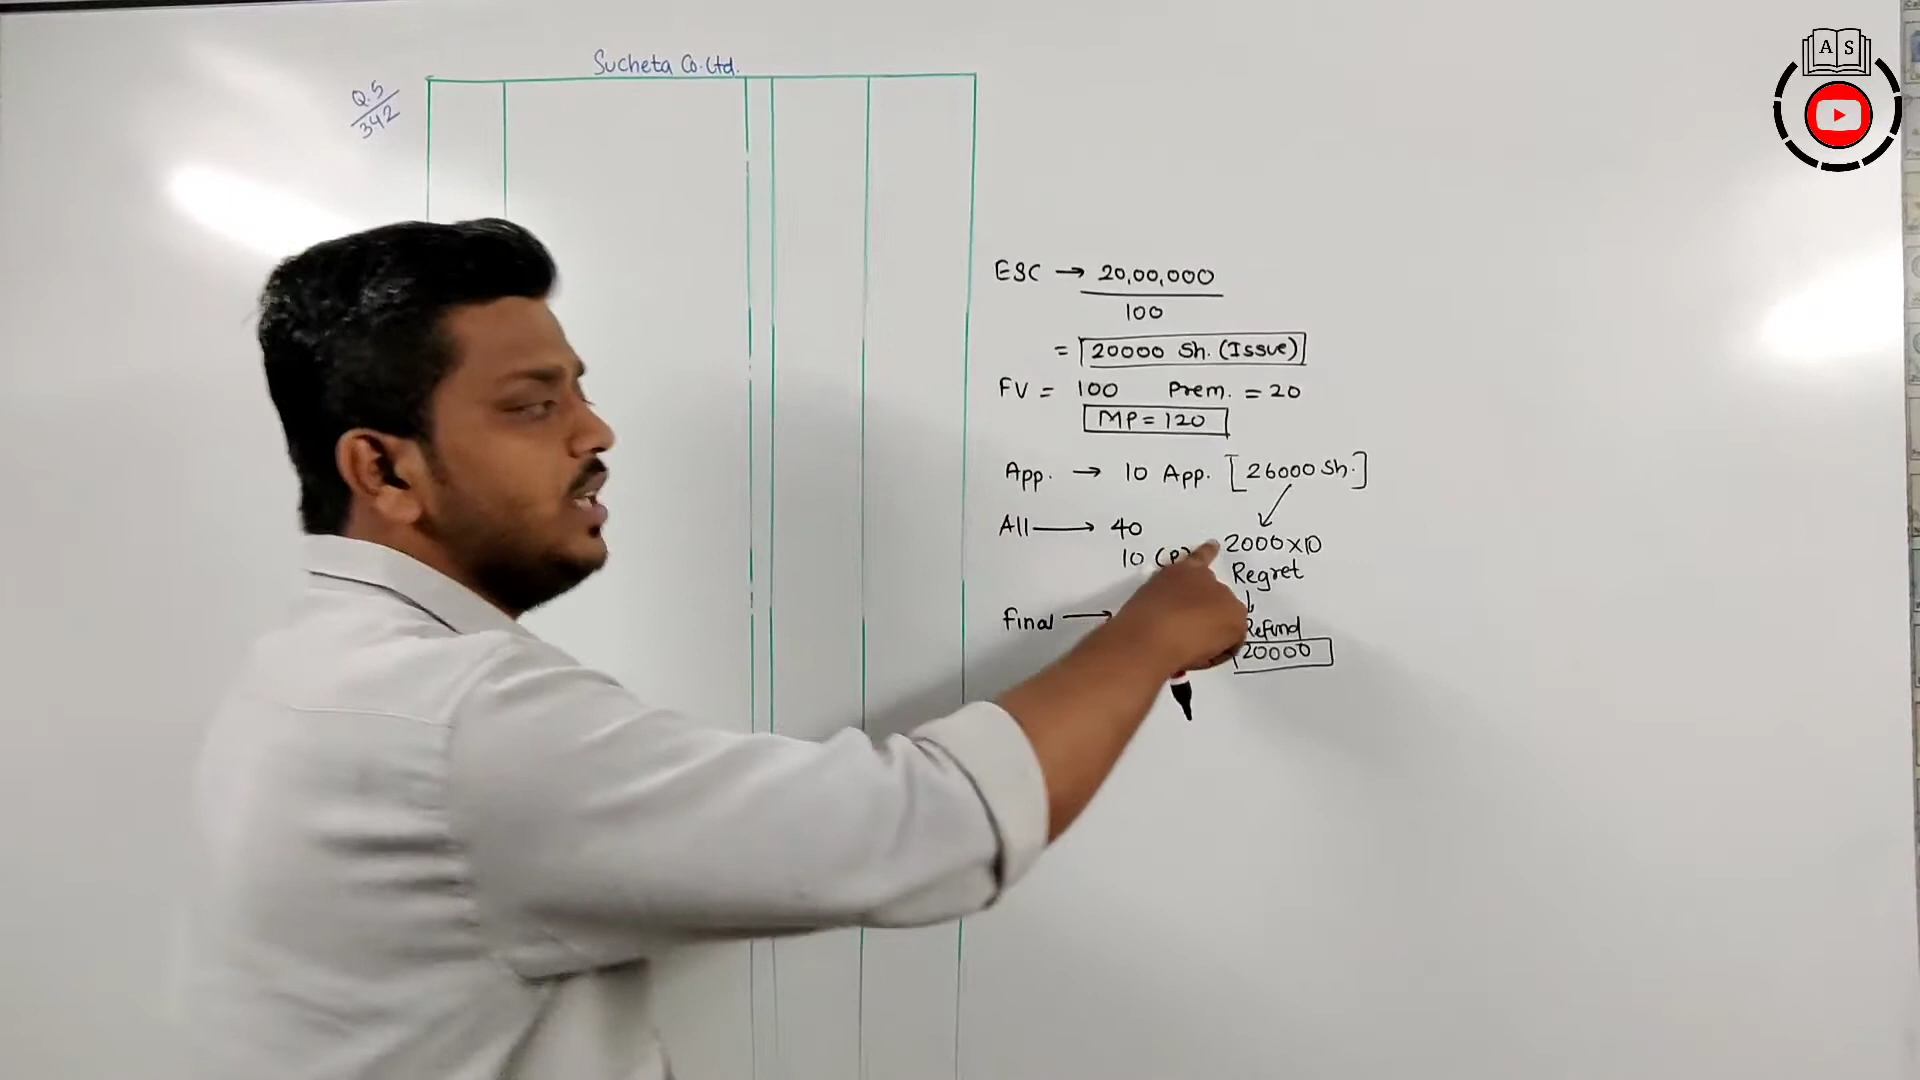 Sucheta Co. Ltd.
Q.5
342
ESC → 20,00,000
100
= 20000 Sh. (Issue)
FV = 100 Prem. = 20
MP = 120
App. → 10 App. [26000 Sh.]
All → 40
10 (P)
2000×10
Regret
Final →
Refund
20000
A S